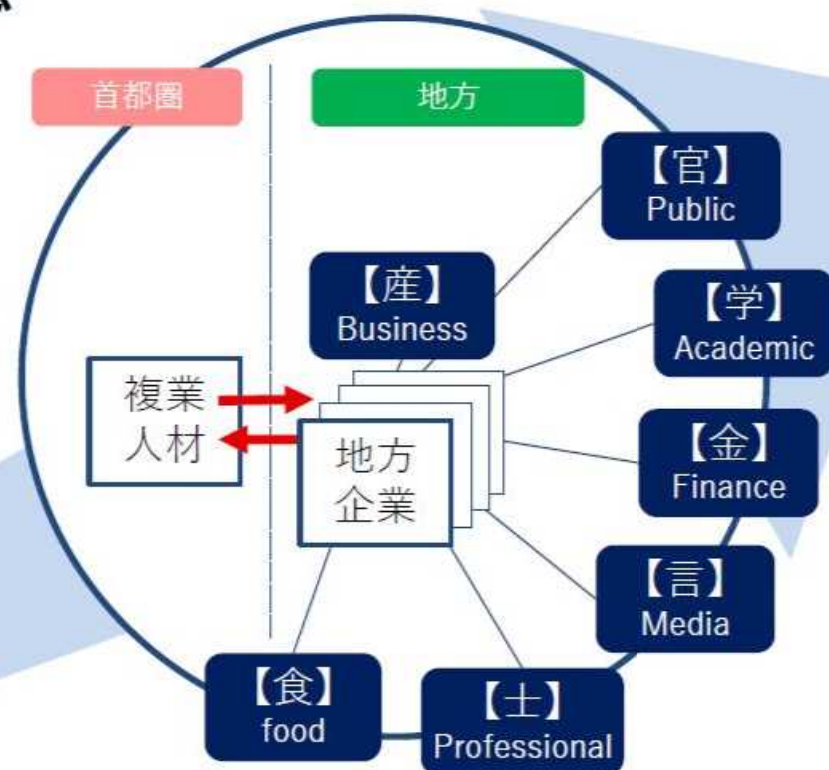 首都圏
地方
【官】
Public
【産】
Business
【学】
Academic
複業
人材
地方
企業
【金】
Finance
【言】
Media
【食】
food
【士】
Professional